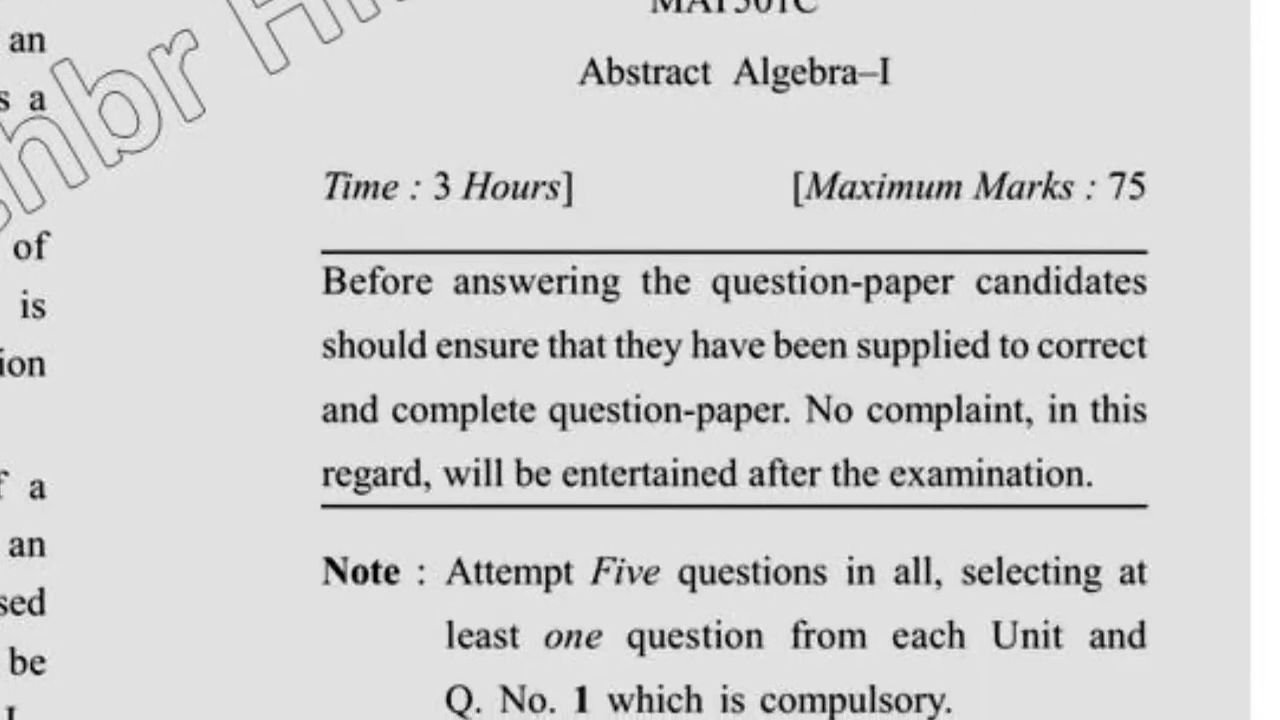 an
s a
of
is
ion
a
an
sed
be
hbr
Abstract Algebra–I
Time : 3 Hours] [Maximum Marks : 75
Before answering the question-paper candidates
should ensure that they have been supplied to correct
and complete question-paper. No complaint, in this
regard, will be entertained after the examination.
Note : Attempt Five questions in all, selecting at
least one question from each Unit and
Q. No. 1 which is compulsory.